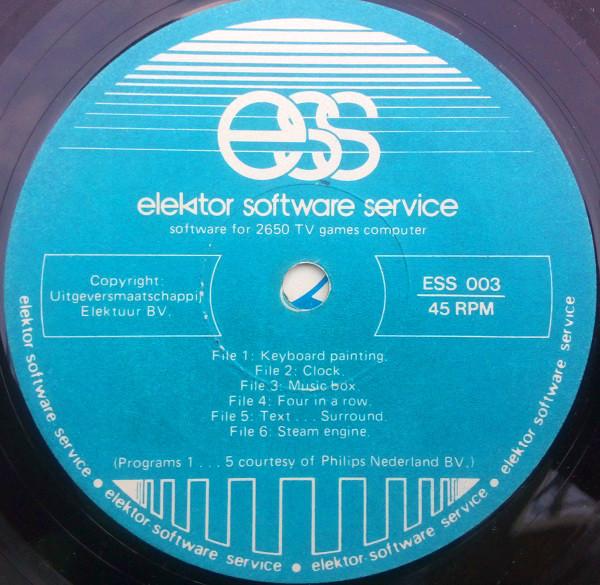 ess
elektor software service
software for 2650 TV games computer
Copyright:
Uitgeversmaatschappij
Elektuur BV.
ESS 003
45 RPM
File 1: Keyboard painting.
File 2: Clock.
File 3: Music box.
File 4: Four in a row.
File 5: Text . . . Surround.
File 6: Steam engine.
(Programs 1 . . . 5 courtesy of Philips Nederland BV.)
elektor software service • elektor software service • elektor software service • elektor software service